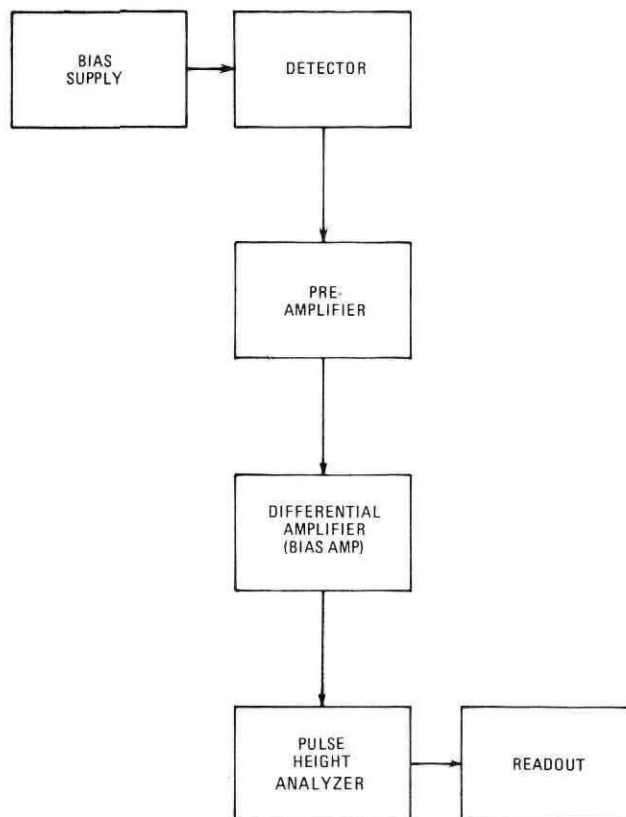 BIAS
SUPPLY
DETECTOR
PRE-
AMPLIFIER
DIFFERENTIAL
AMPLIFIER
(BIAS AMP)
PULSE
HEIGHT
ANALYZER
READOUT